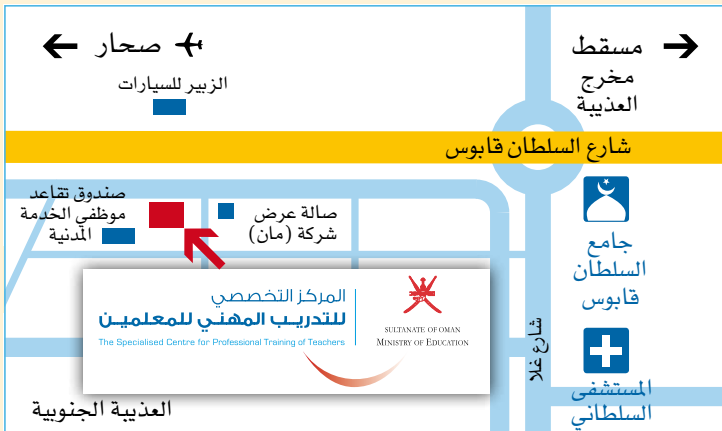 صحار
مسقط
مخرج
العذيبة
الزبير للسيارات
شارع السلطان قابوس
صندوق تقاعد
موظفي الخدمة
المدنية
صالة عرض
شركة (مان)
جامع
السلطان
قابوس
المركز التخصصي
للتدريب المهني للمعلمين
The Specialised Centre for Professional Training of Teachers
SULTANATE OF OMAN
MINISTRY OF EDUCATION
شارع غلا
المستشفى
السلطاني
العذيبة الجنوبية